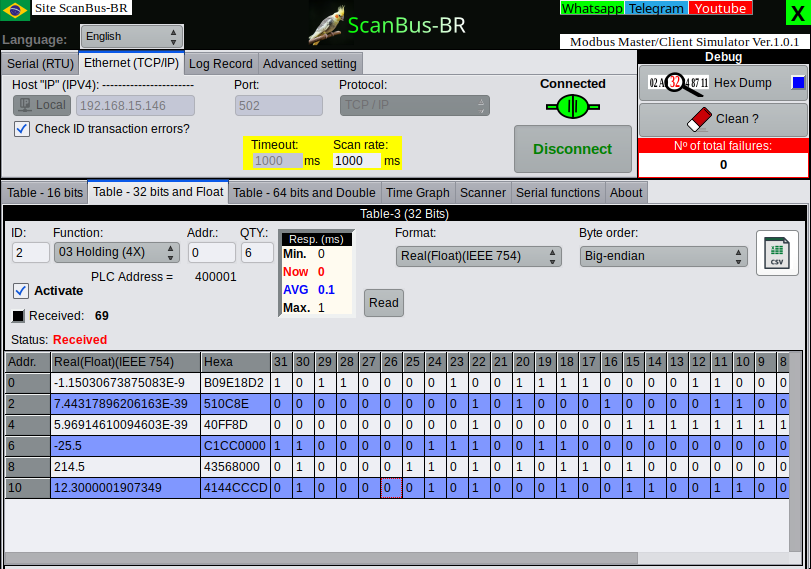 Site ScanBus-BR
Whatsapp Telegram Youtube
X
Language: English
ScanBus-BR
Modbus Master/Client Simulator Ver.1.0.1
Serial (RTU) Ethernet (TCP/IP) Log Record Advanced setting
Debug
Host "IP" (IPV4): ------------------------ Port: Protocol: Connected
Local 192.168.15.146 502 TCP / IP
Hex Dump
Check ID transaction errors?
Clean ?
Timeout: Scan rate:
1000 ms 1000 ms
Disconnect
Nº of total failures:
0
Table - 16 bits Table - 32 bits and Float Table - 64 bits and Double Time Graph Scanner Serial functions About
Table-3 (32 Bits)
ID: Function: Addr.: QTY.: Resp. (ms) Format: Byte order:
2 03 Holding (4X) 0 6 Min. 0 Real(Float)(IEEE 754) Big-endian CSV
PLC Address = 400001 Now 0
Activate AVG 0.1
Received: 69 Max. 1 Read
Status: Received
Addr. Real(Float)(IEEE 754) Hexa 31 30 29 28 27 26 25 24 23 22 21 20 19 18 17 16 15 14 13 12 11 10 9 8
0 -1.15030673875083E-9 B09E18D2 1 0 1 1 0 0 0 0 1 0 0 1 1 1 1 0 0 0 0 1 1 0 0 0
2 7.44317896206163E-39 510C8E 0 0 0 0 0 0 0 0 0 1 0 1 0 0 0 1 0 0 0 0 1 1 0 0
4 5.96914610094603E-39 40FF8D 0 0 0 0 0 0 0 0 0 1 0 0 0 0 0 0 1 1 1 1 1 1 1 1
6 -25.5 C1CC0000 1 1 0 0 0 0 0 1 1 1 0 0 1 1 0 0 0 0 0 0 0 0 0 0
8 214.5 43568000 0 1 0 0 0 0 1 1 0 1 0 1 0 1 1 0 1 0 0 0 0 0 0 0
10 12.3000001907349 4144CCCD 0 1 0 0 0 0 0 1 0 1 0 0 0 1 0 0 1 1 0 0 1 1 0 0